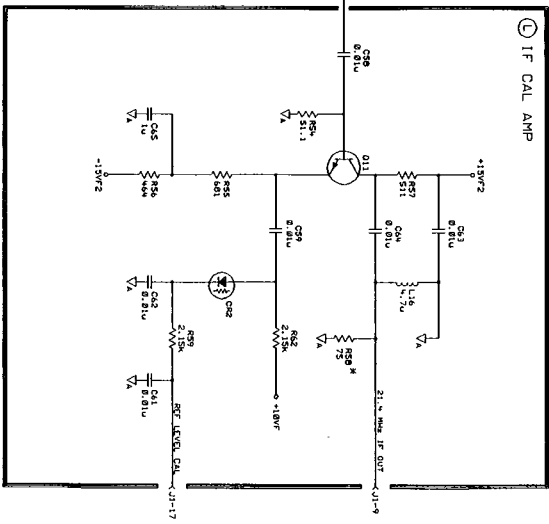 L IF CAL AMP
C58
0.01u
R54
51.1
Q11
+15VF2
R57
511
C63
0.01u
C64
0.01u
L16
4.7u
A
A
R58 *
75
A
21.4 MHz IF OUT
J1-9
C65
1u
A
-15VF2
R56
464
R55
681
C59
0.01u
R62
2.15k
+10VF
CR2
C62
0.01u
A
R59
2.15k
C61
0.01u
A
REF LEVEL CAL
J1-17